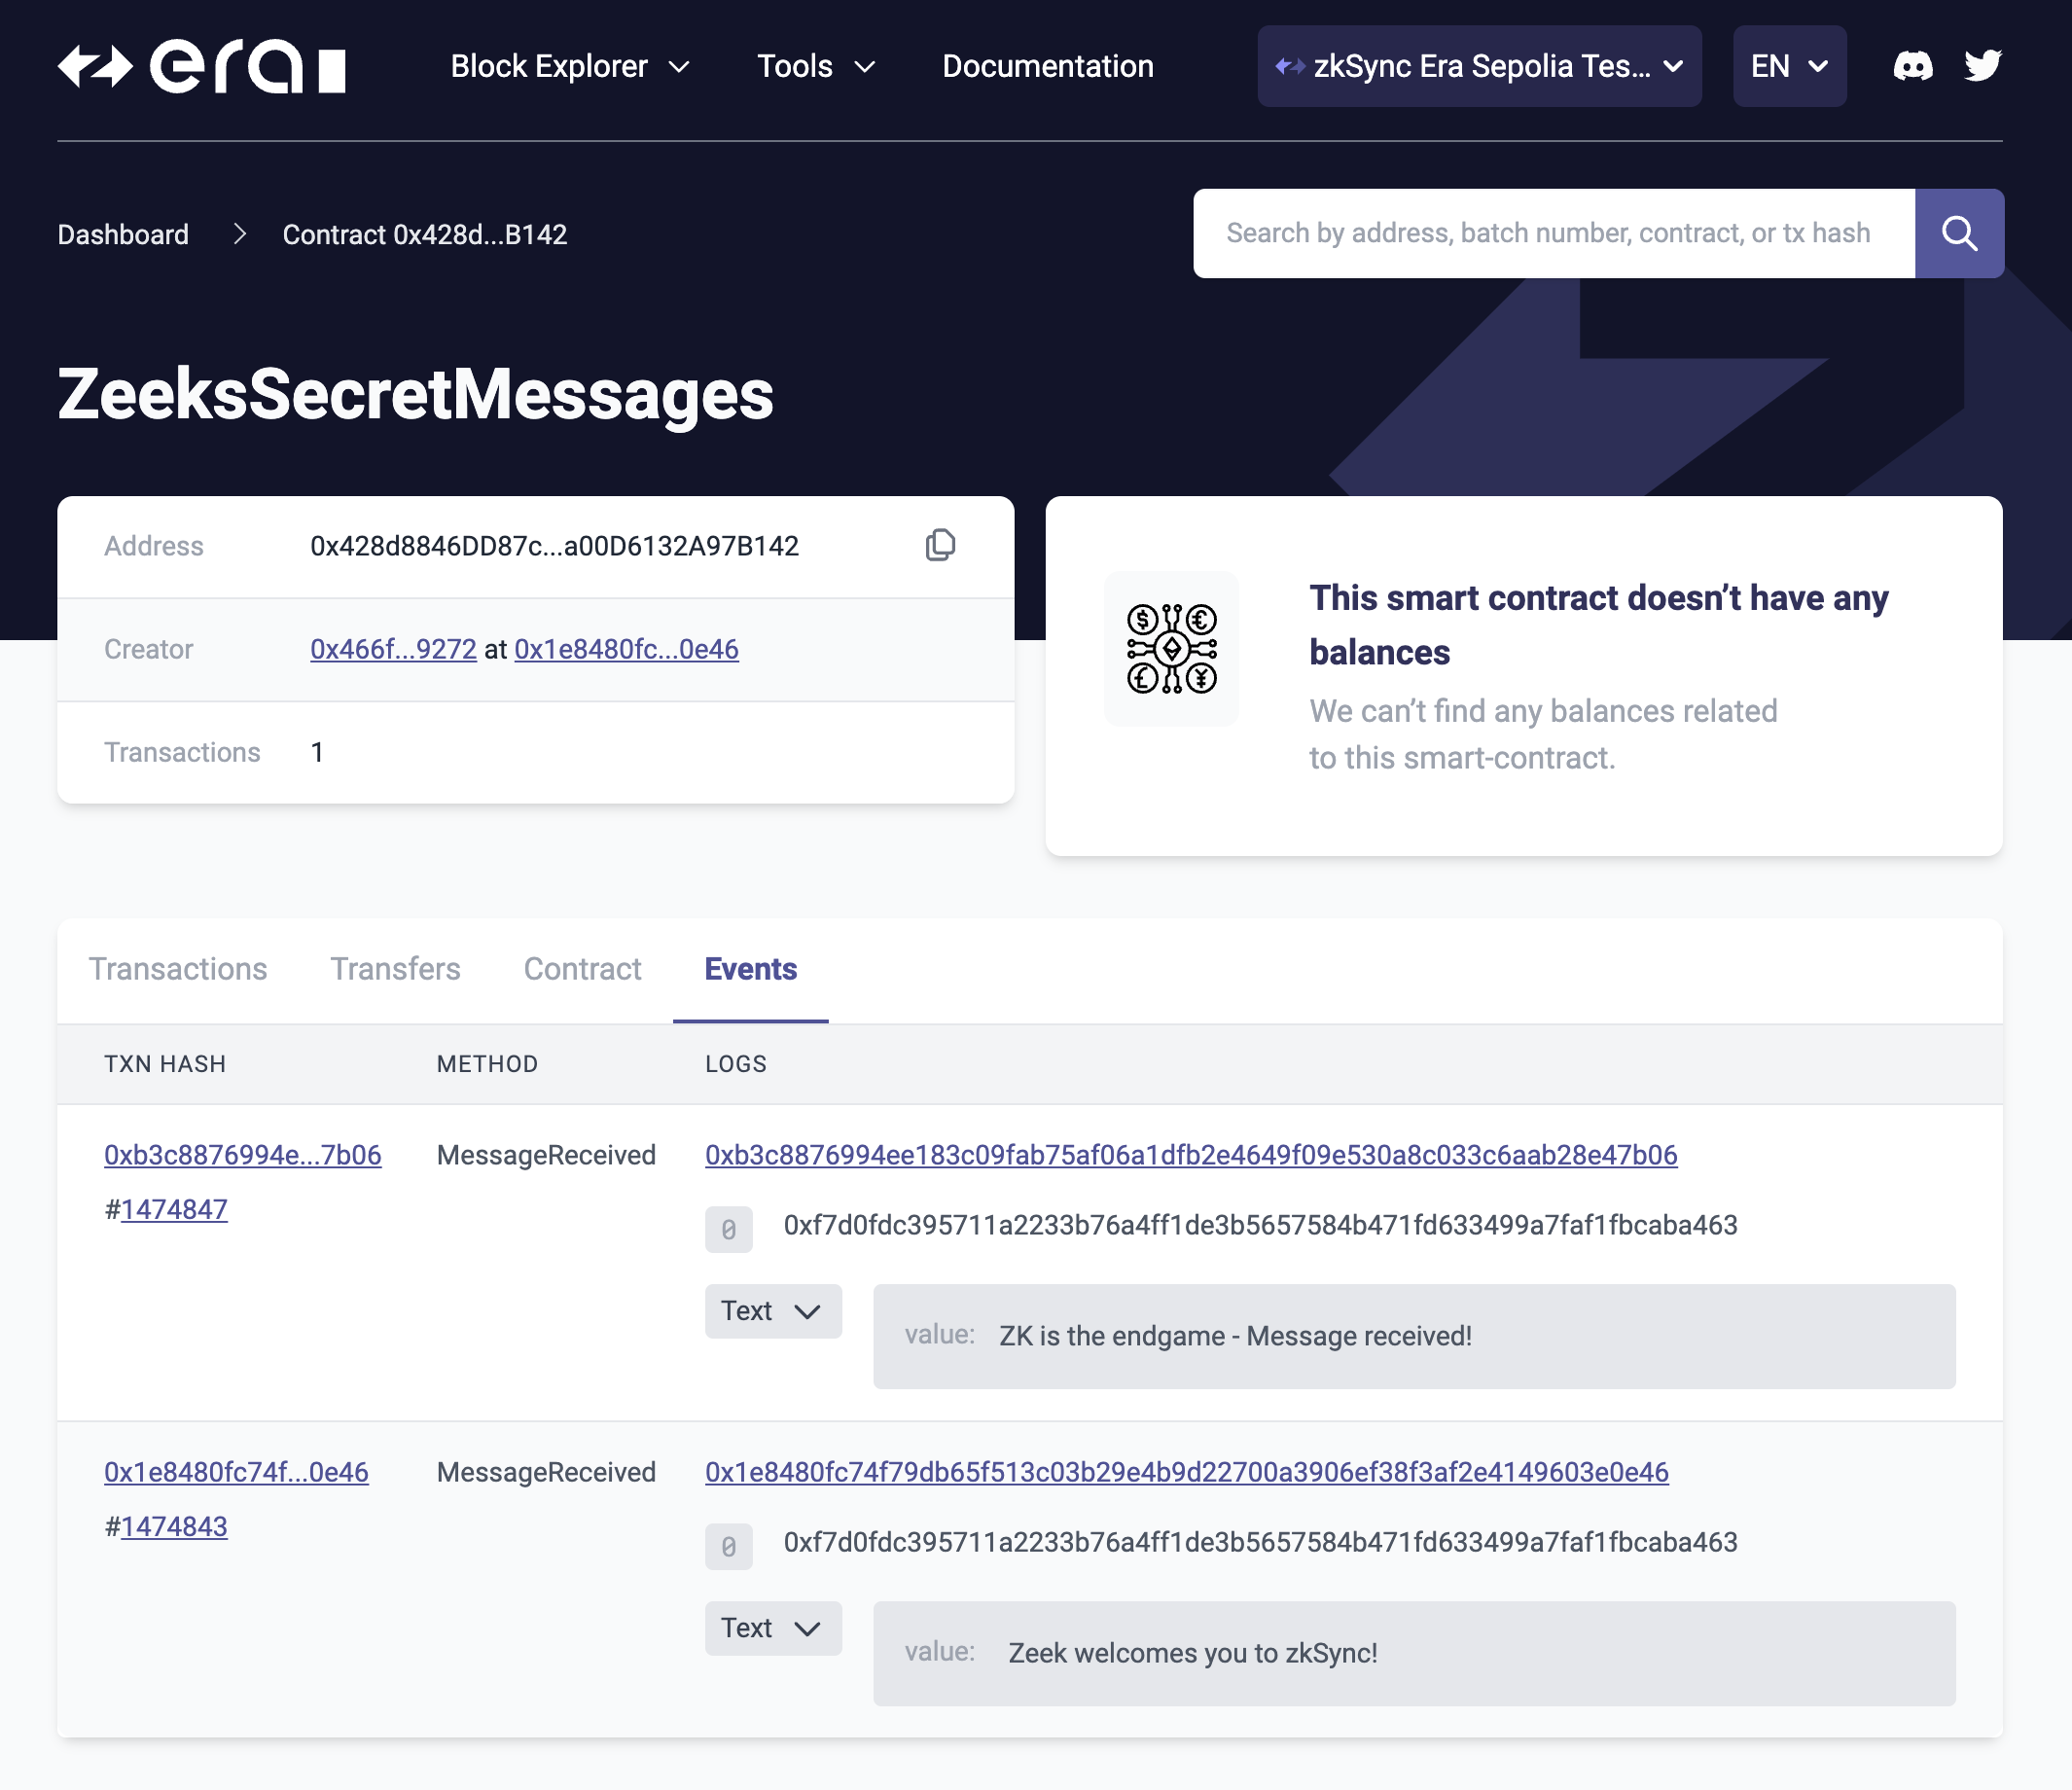 era
Block Explorer
Tools
Documentation
zkSync Era Sepolia Tes...
EN
Dashboard
Contract 0x428d...B142
Search by address, batch number, contract, or tx hash
ZeeksSecretMessages
Address 0x428d8846DD87c...a00D6132A97B142
Creator 0x466f...9272 at 0x1e8480fc...0e46
Transactions 1
This smart contract doesn’t have any
balances
We can’t find any balances related
to this smart-contract.
Transactions Transfers Contract Events
TXN HASH METHOD LOGS
0xb3c8876994e...7b06 MessageReceived 0xb3c8876994ee183c09fab75af06a1dfb2e4649f09e530a8c033c6aab28e47b06
#1474847
0 0xf7d0fdc395711a2233b76a4ff1de3b5657584b471fd633499a7faf1fbcaba463
Text value: ZK is the endgame - Message received!
0x1e8480fc74f...0e46 MessageReceived 0x1e8480fc74f79db65f513c03b29e4b9d22700a3906ef38f3af2e4149603e0e46
#1474843
0 0xf7d0fdc395711a2233b76a4ff1de3b5657584b471fd633499a7faf1fbcaba463
Text value: Zeek welcomes you to zkSync!